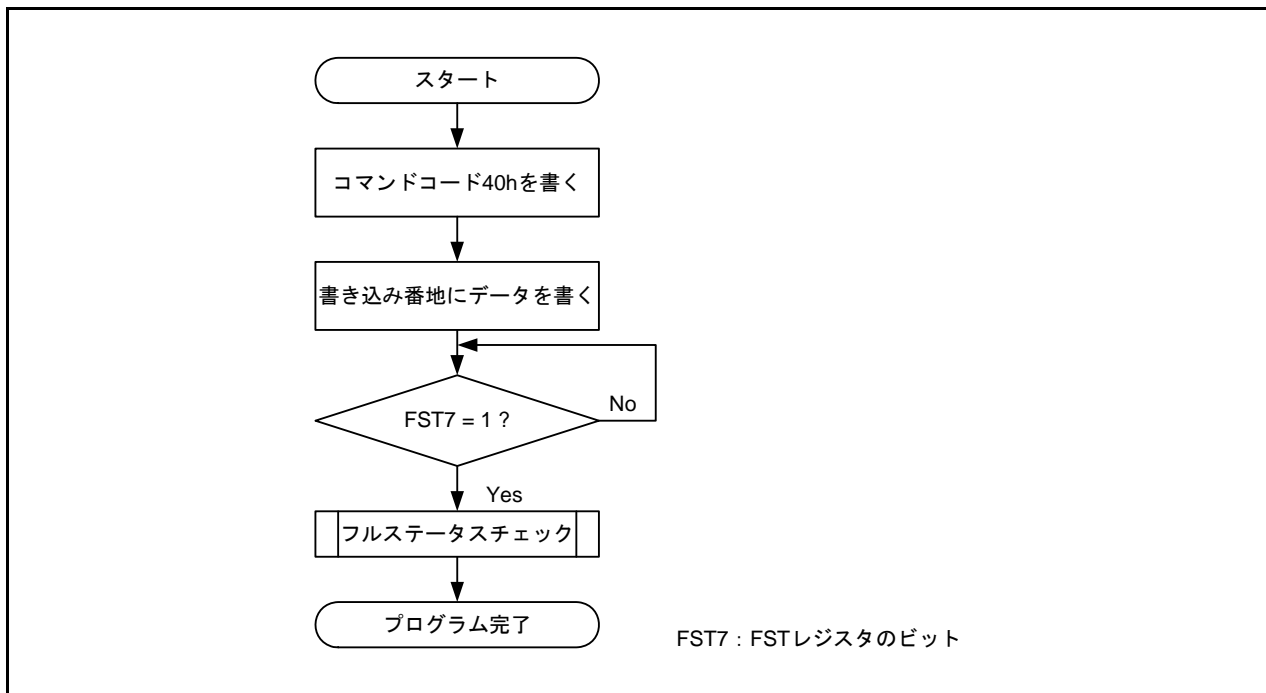 スタート
コマンドコード40hを書く
書き込み番地にデータを書く
FST7 = 1 ?
No
Yes
フルステータスチェック
プログラム完了
FST7：FSTレジスタのビット